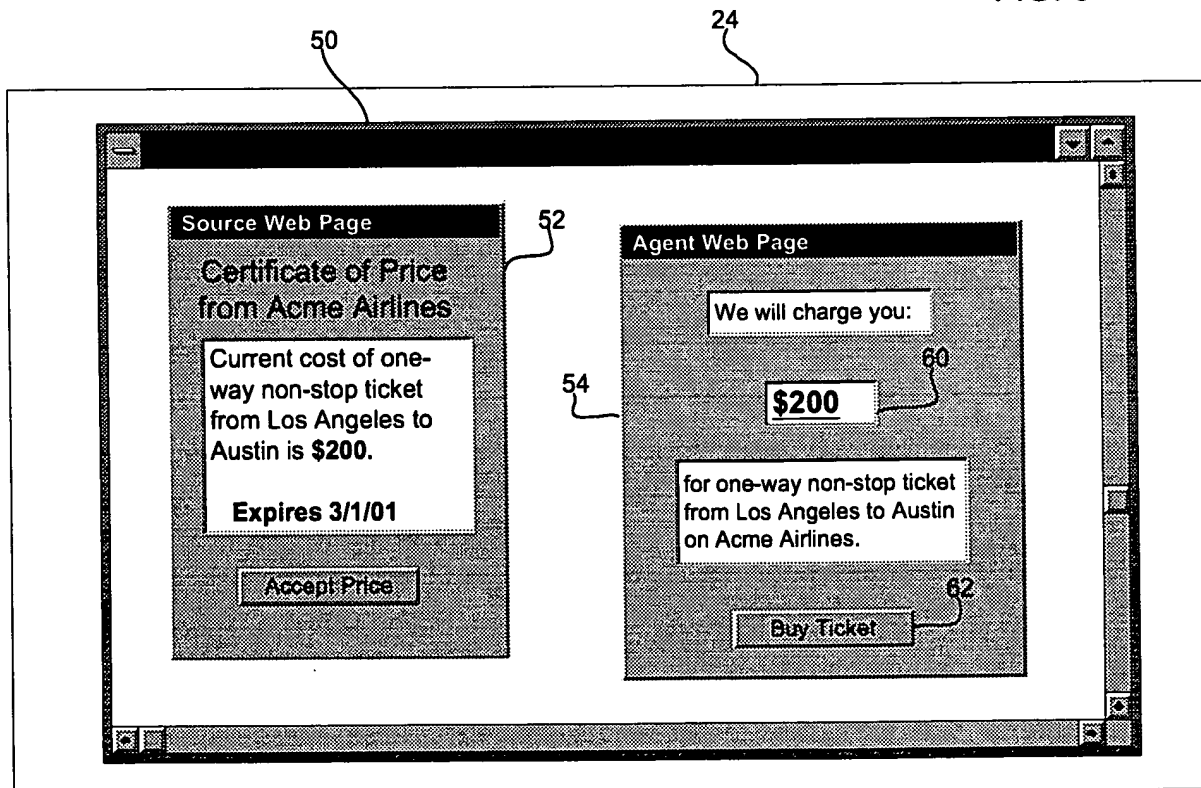 24
50
Source Web Page
52
Certificate of Price
from Acme Airlines
Current cost of one-
way non-stop ticket
from Los Angeles to
Austin is $200.
Expires 3/1/01
Accept Price
Agent Web Page
We will charge you:
60
54
$200
for one-way non-stop ticket
from Los Angeles to Austin
on Acme Airlines.
62
Buy Ticket